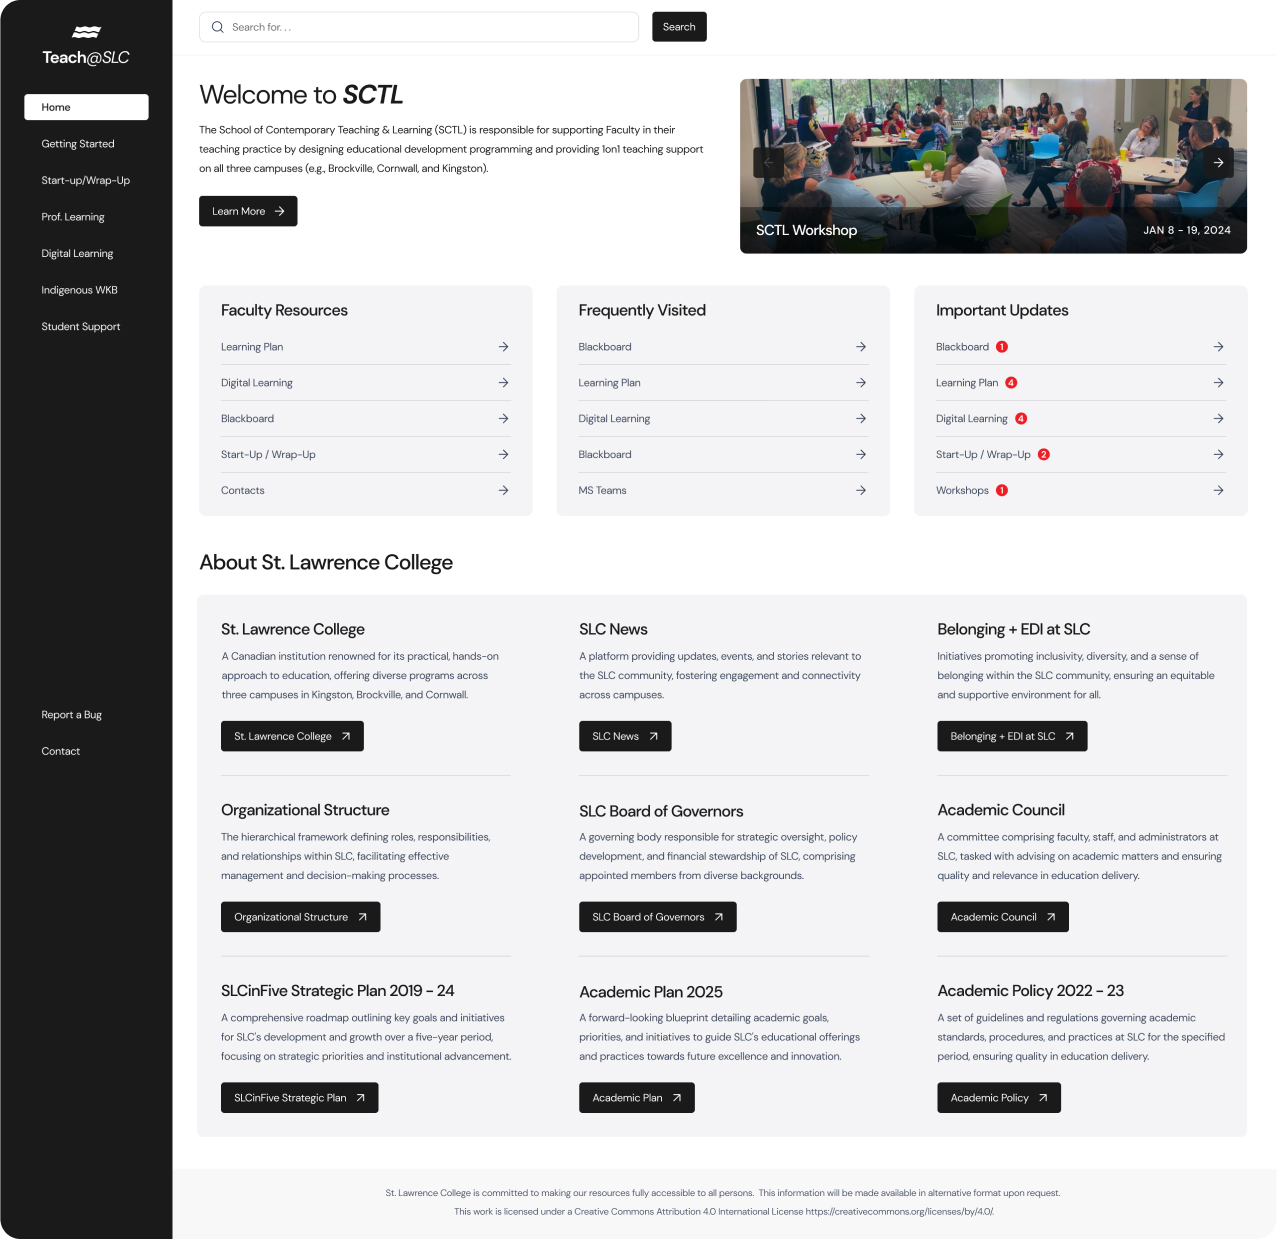 Teach@SLC
Home
Getting Started
Start-up/Wrap-Up
Prof. Learning
Digital Learning
Indigenous WKB
Student Support
Report a Bug
Contact
Search for. . .
Search
Welcome to SCTL
The School of Contemporary Teaching & Learning (SCTL) is responsible for supporting Faculty in their
teaching practice by designing educational development programming and providing 1on1 teaching support
on all three campuses (e.g., Brockville, Cornwall, and Kingston).
Learn More
SCTL Workshop
JAN 8 - 19, 2024
Faculty Resources
Learning Plan
Digital Learning
Blackboard
Start-Up / Wrap-Up
Contacts
Frequently Visited
Blackboard
Learning Plan
Digital Learning
Blackboard
MS Teams
Important Updates
Blackboard 1
Learning Plan 4
Digital Learning 4
Start-Up / Wrap-Up 2
Workshops 1
About St. Lawrence College
St. Lawrence College
A Canadian institution renowned for its practical, hands-on
approach to education, offering diverse programs across
three campuses in Kingston, Brockville, and Cornwall.
St. Lawrence College
SLC News
A platform providing updates, events, and stories relevant to
the SLC community, fostering engagement and connectivity
across campuses.
SLC News
Belonging + EDI at SLC
Initiatives promoting inclusivity, diversity, and a sense of
belonging within the SLC community, ensuring an equitable
and supportive environment for all.
Belonging + EDI at SLC
Organizational Structure
The hierarchical framework defining roles, responsibilities,
and relationships within SLC, facilitating effective
management and decision-making processes.
Organizational Structure
SLC Board of Governors
A governing body responsible for strategic oversight, policy
development, and financial stewardship of SLC, comprising
appointed members from diverse backgrounds.
SLC Board of Governors
Academic Council
A committee comprising faculty, staff, and administrators at
SLC, tasked with advising on academic matters and ensuring
quality and relevance in education delivery.
Academic Council
SLCinFive Strategic Plan 2019 - 24
A comprehensive roadmap outlining key goals and initiatives
for SLC's development and growth over a five-year period,
focusing on strategic priorities and institutional advancement.
SLCinFive Strategic Plan
Academic Plan 2025
A forward-looking blueprint detailing academic goals,
priorities, and initiatives to guide SLC's educational offerings
and practices towards future excellence and innovation.
Academic Plan
Academic Policy 2022 - 23
A set of guidelines and regulations governing academic
standards, procedures, and practices at SLC for the specified
period, ensuring quality in education delivery.
Academic Policy
St. Lawrence College is committed to making our resources fully accessible to all persons. This information will be made available in alternative format upon request.
This work is licensed under a Creative Commons Attribution 4.0 International License https://creativecommons.org/licenses/by/4.0/.